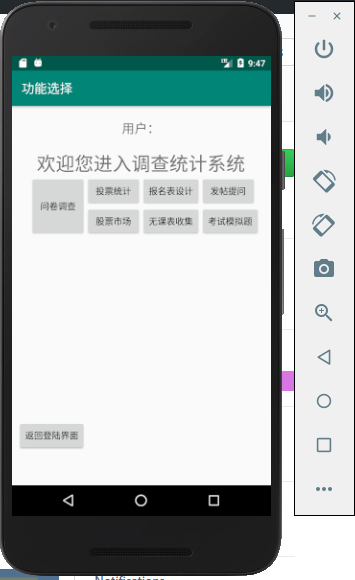 9:47
功能选择
用户：
欢迎您进入调查统计系统
问卷调查
投票统计 报名表设计 发帖提问
股票市场 无课表收集 考试模拟题
返回登陆界面
Notifications